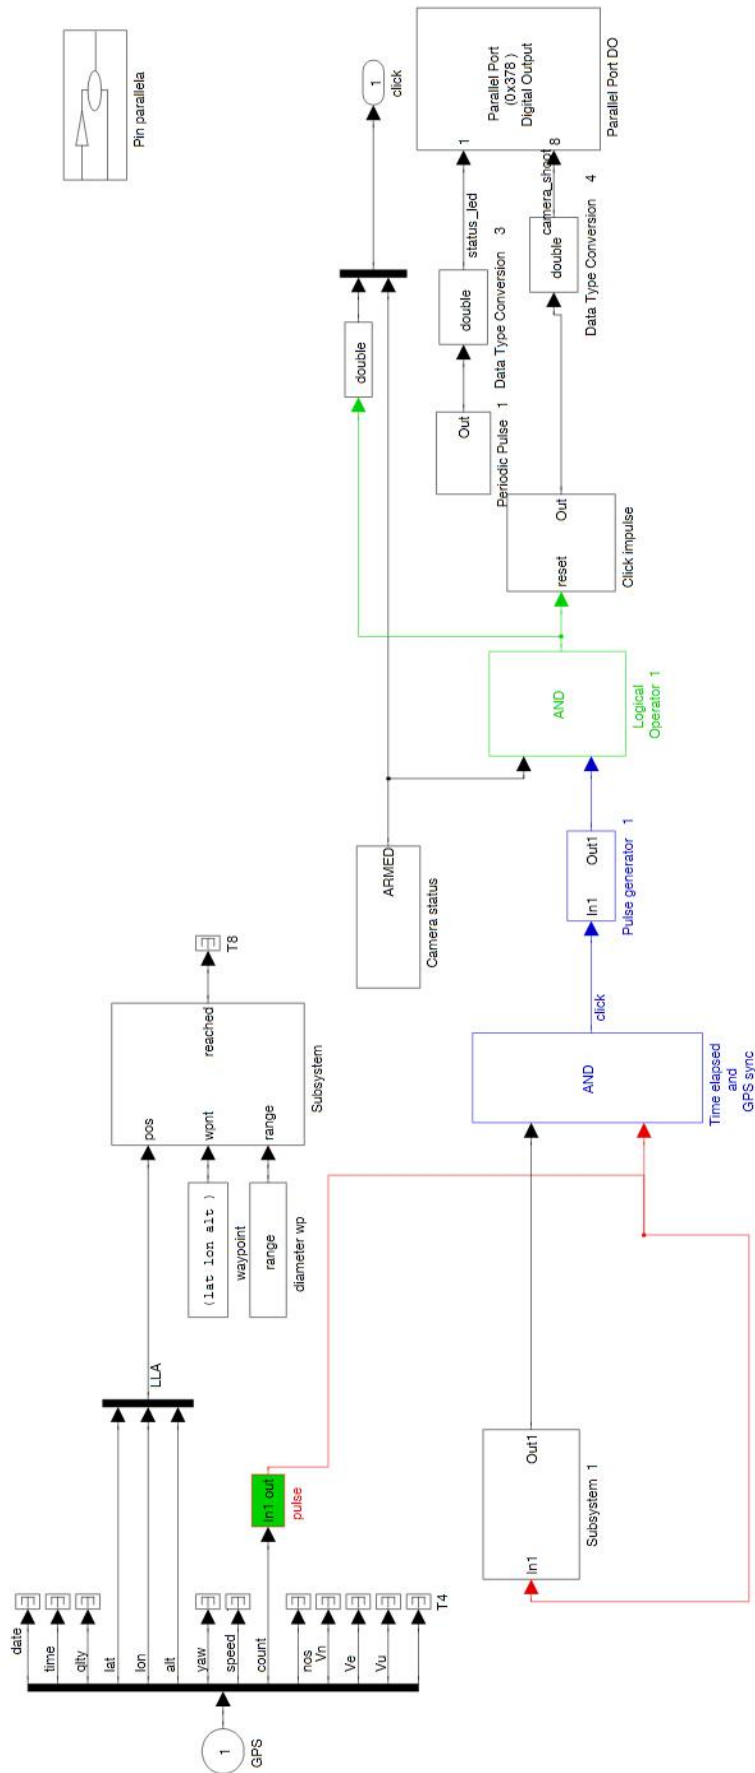 1
GPS
date
time
qlty
lat
lon
alt
yaw
speed
count
nos
Vn
Ve
Vu
T4
In1 out
pulse
LLA
(lat lon alt )
waypoint
range
diameter wp
pos
wpnt
range
reached
Subsystem
T8
In1
Out1
Subsystem 1
AND
Time elapsed
and
GPS sync
click
In1
Out1
Pulse generator 1
ARMED
Camera status
AND
Logical
Operator 1
reset
Out
Click impulse
double
Out
Periodic Pulse 1
double
Data Type Conversion 3
status_led
double
Data Type Conversion 4
camera_shoot
1
click
1
8
Parallel Port
(0x378 )
Digital Output
Parallel Port DO
Pin parallela